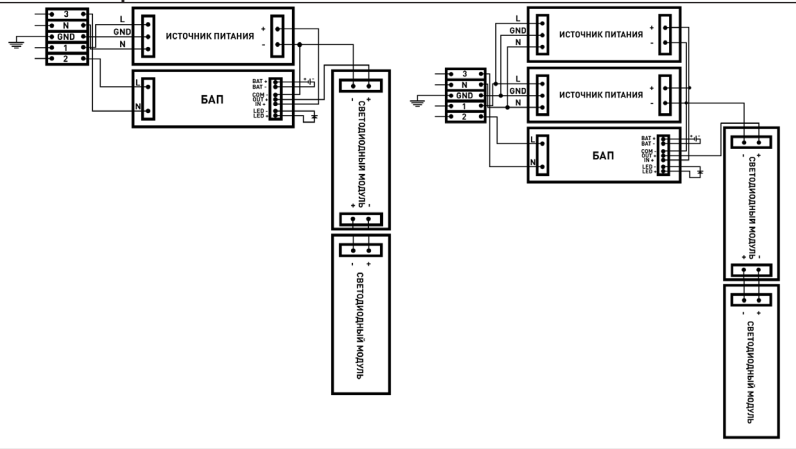 3
N
GND
1
2
L
GND
N
ИСТОЧНИК ПИТАНИЯ
+
-
L
N
БАП
BAT +
BAT -
COM -
OUT +
IN +
LED -
LED +
+ -
- +
СВЕТОДИОДНЫЙ МОДУЛЬ
+ -
- +
СВЕТОДИОДНЫЙ МОДУЛЬ
L
GND
N
ИСТОЧНИК ПИТАНИЯ
+
-
3
N
GND
1
2
L
GND
N
ИСТОЧНИК ПИТАНИЯ
+
-
L
N
БАП
BAT +
BAT -
COM -
OUT +
IN +
LED -
LED +
+ -
- +
СВЕТОДИОДНЫЙ МОДУЛЬ
+ -
- +
СВЕТОДИОДНЫЙ МОДУЛЬ